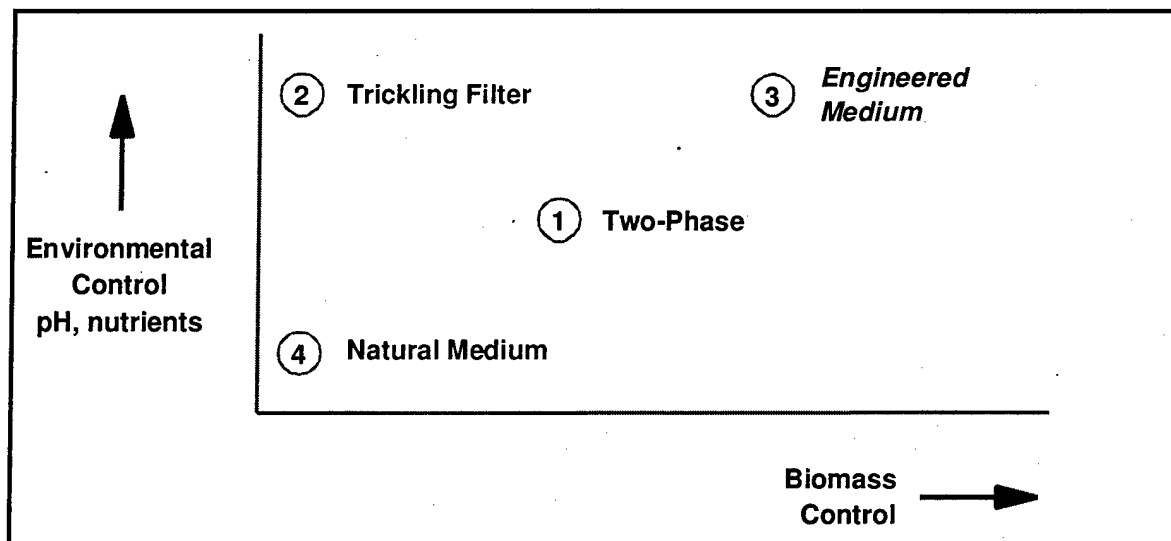 2 Trickling Filter
3 Engineered
Medium
1 Two-Phase
Environmental
Control
pH, nutrients
4 Natural Medium
Biomass
Control